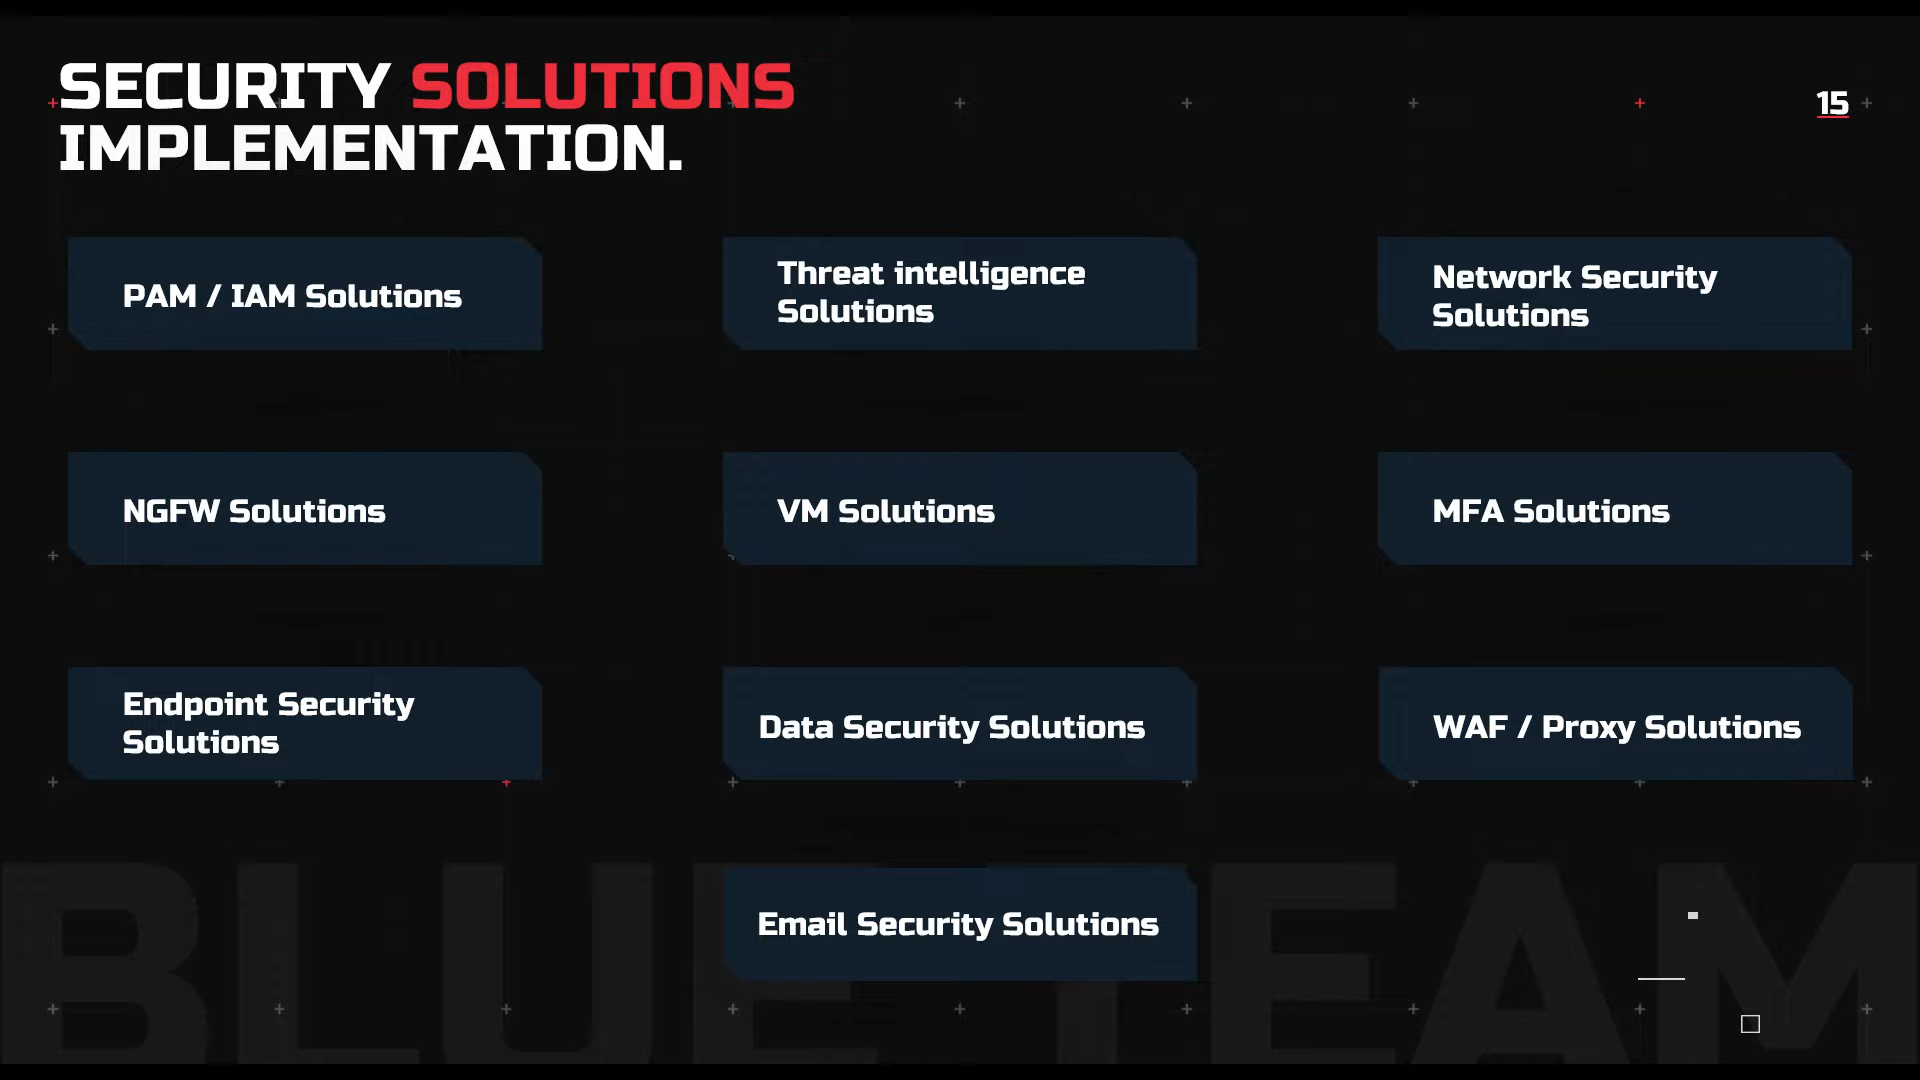 SECURITY SOLUTIONS
IMPLEMENTATION.
15
PAM / IAM Solutions
Threat intelligence
Solutions
Network Security
Solutions
NGFW Solutions
VM Solutions
MFA Solutions
Endpoint Security
Solutions
Data Security Solutions
WAF / Proxy Solutions
Email Security Solutions
BLUE TEAM